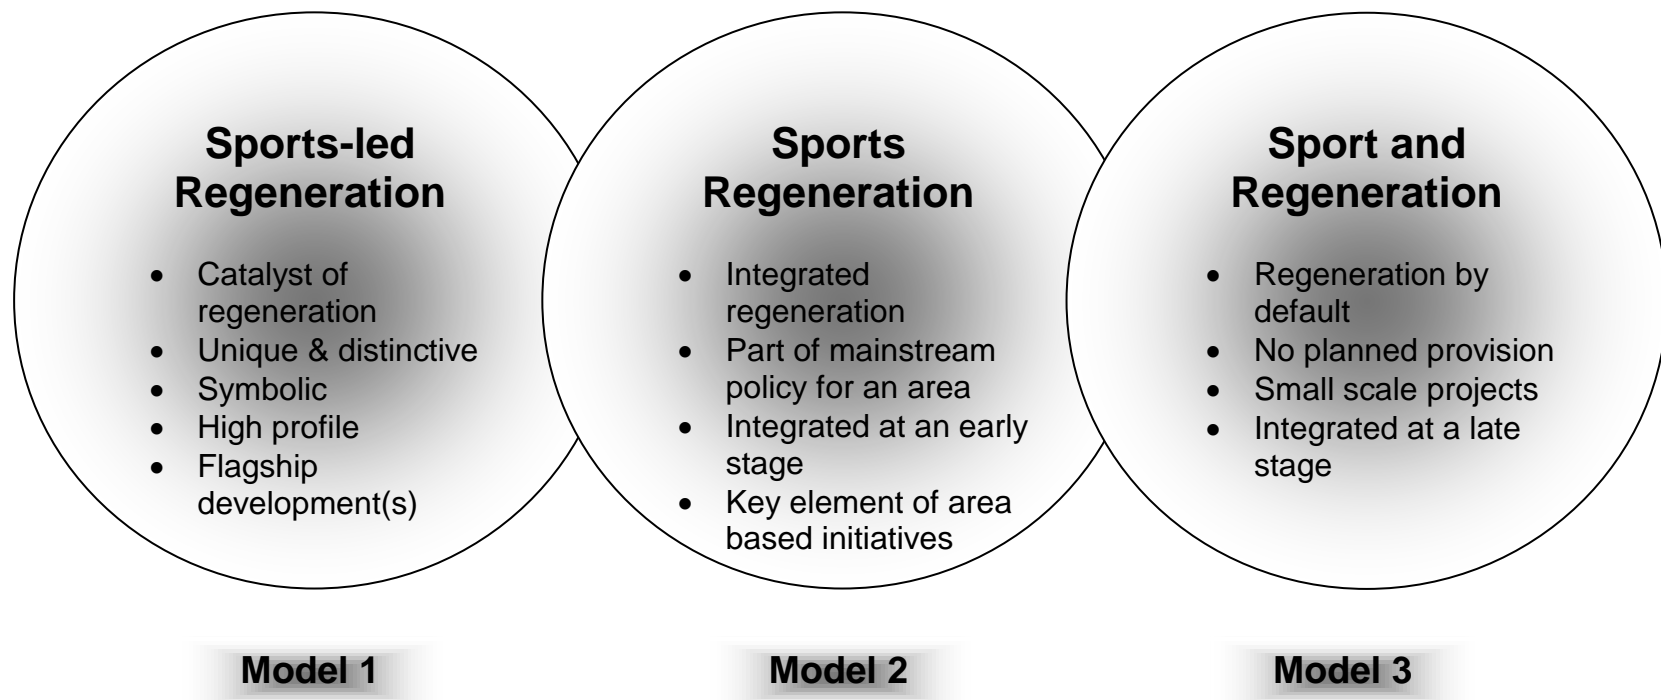 Sports-led
Regeneration
• Catalyst of
regeneration
• Unique & distinctive
• Symbolic
• High profile
• Flagship
development(s)
Model 1
Sports
Regeneration
• Integrated
regeneration
• Part of mainstream
policy for an area
• Integrated at an early
stage
• Key element of area
based initiatives
Model 2
Sport and
Regeneration
• Regeneration by
default
• No planned provision
• Small scale projects
• Integrated at a late
stage
Model 3